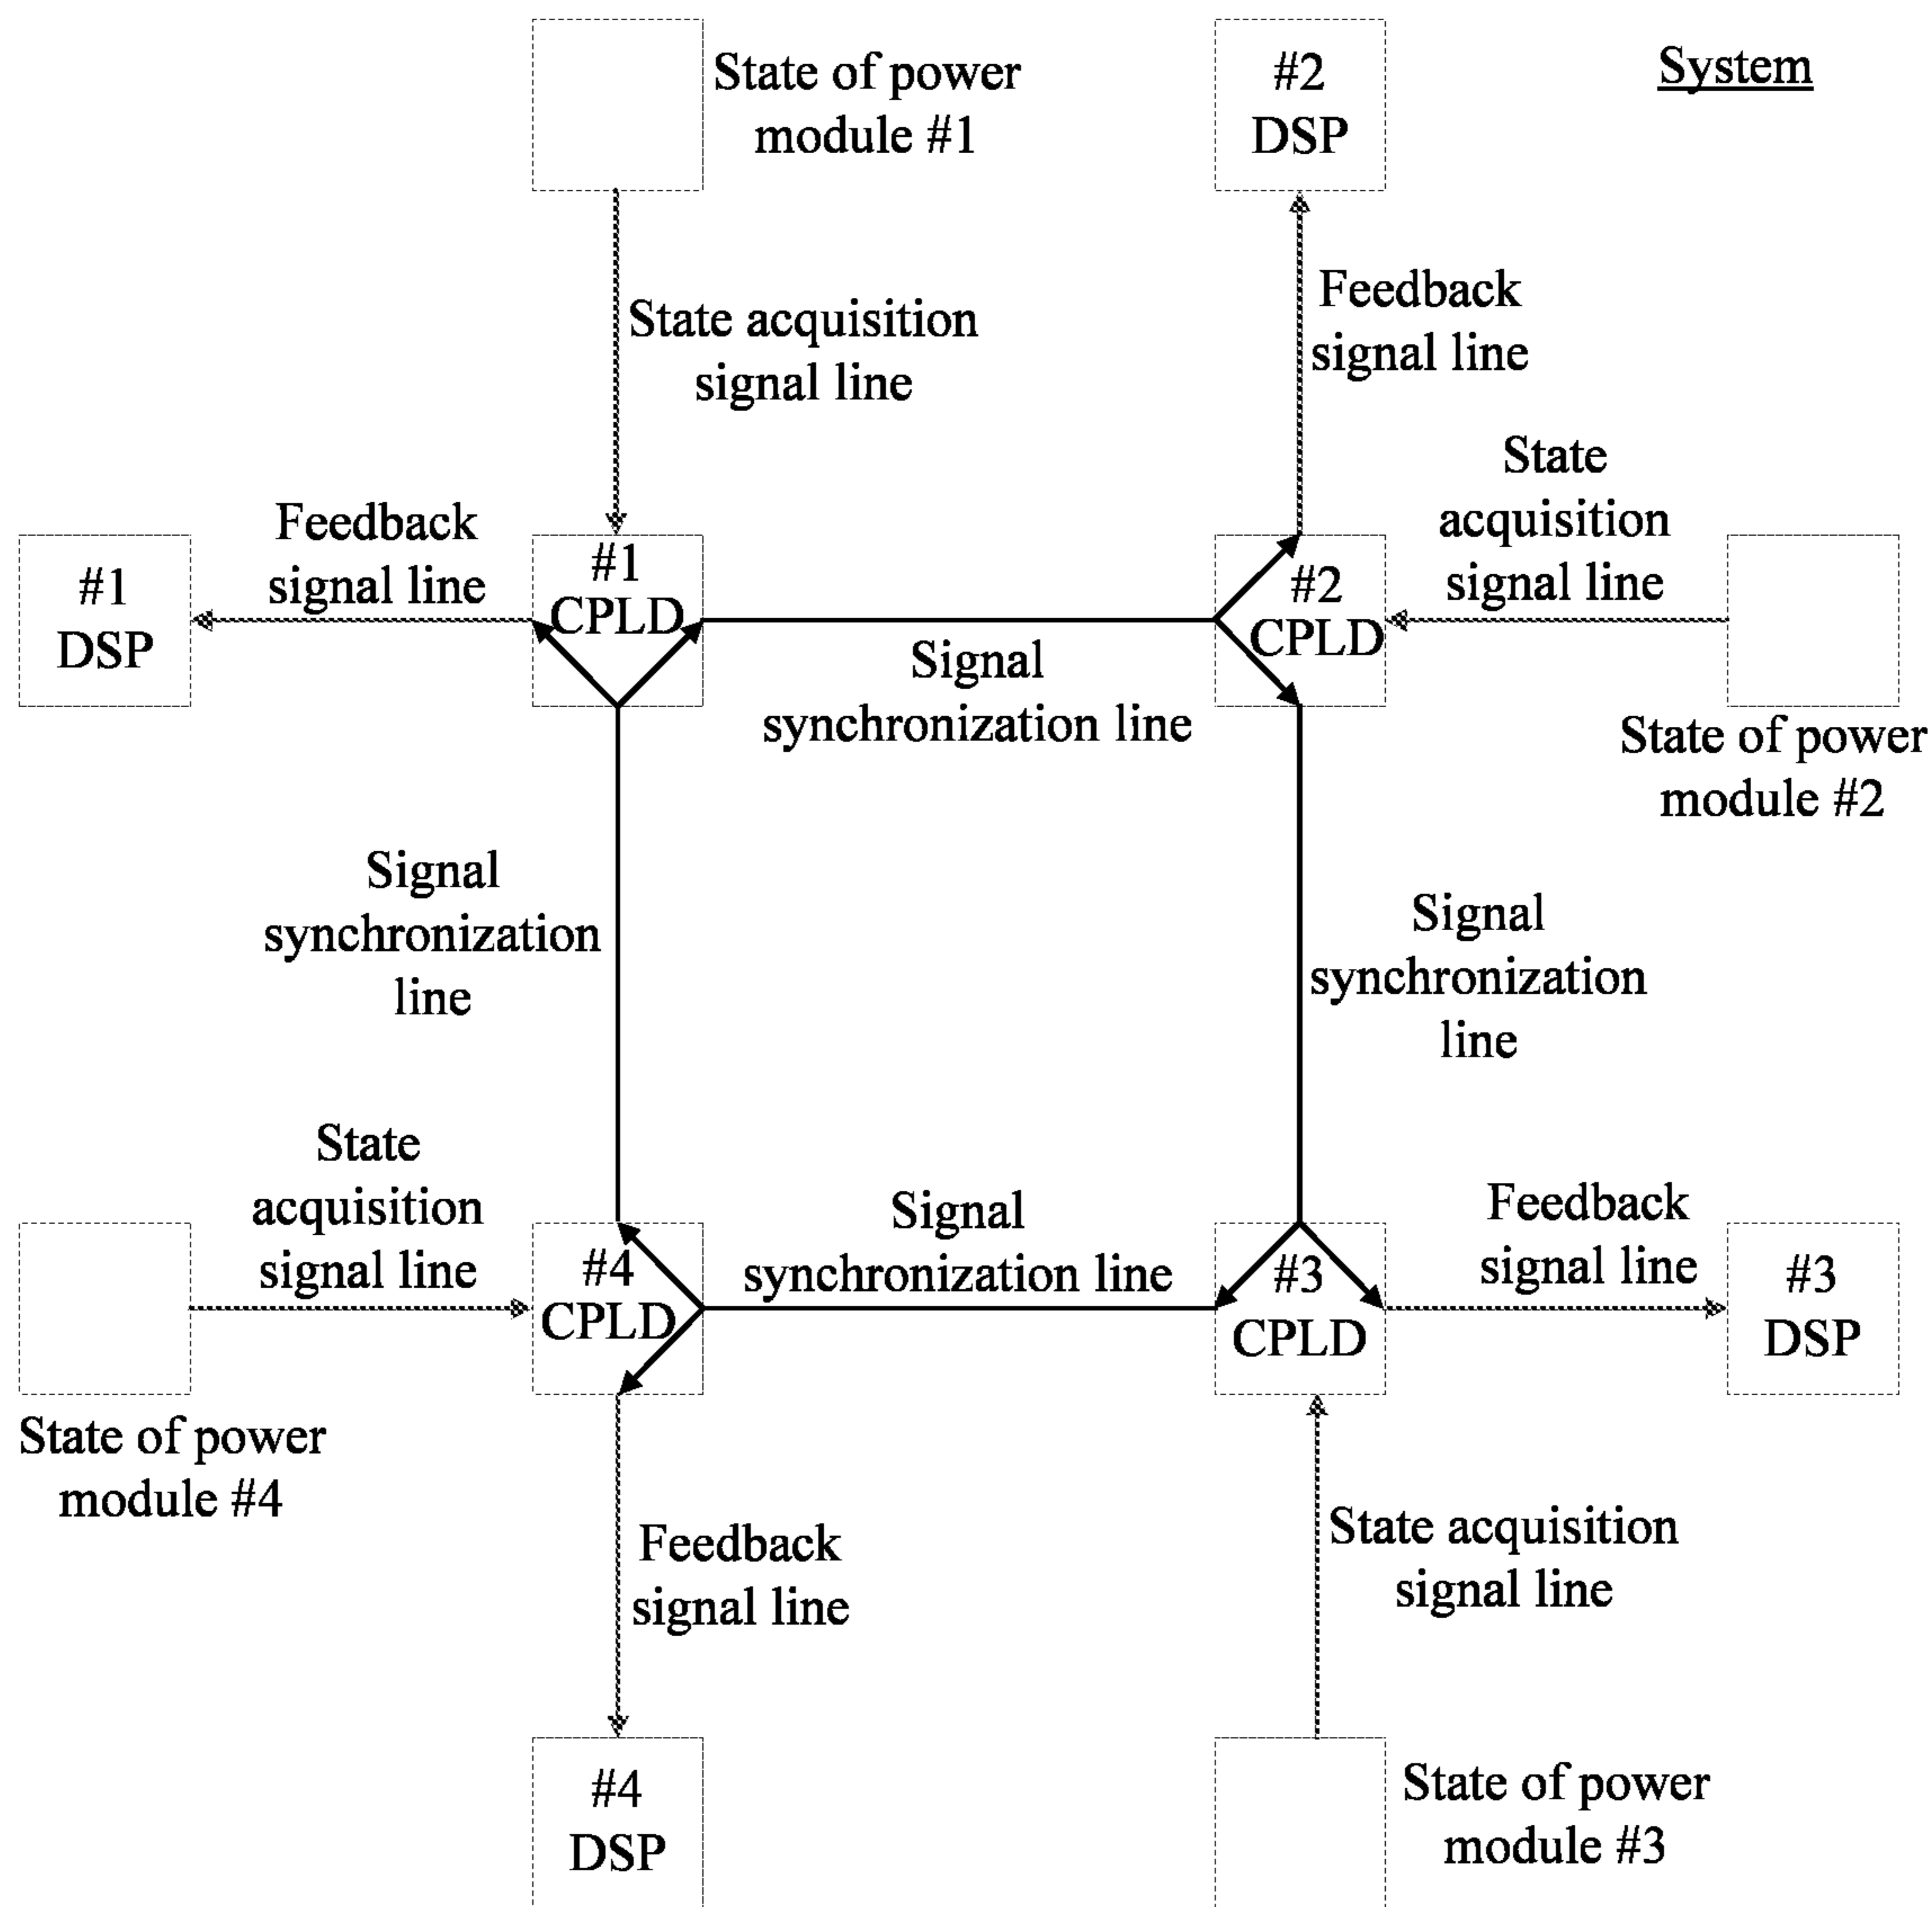 State of power
module #1
#2
DSP
System
State acquisition
signal line
Feedback
signal line
State
acquisition
signal line
Feedback
signal line
#1
DSP
#1
CPLD
#2
CPLD
Signal
synchronization line
State of power
module #2
Signal
synchronization
line
Signal
synchronization
line
State
acquisition
signal line
Signal
synchronization line
Feedback
signal line
#4
CPLD
#3
CPLD
#3
DSP
State of power
module #4
Feedback
signal line
State acquisition
signal line
#4
DSP
State of power
module #3